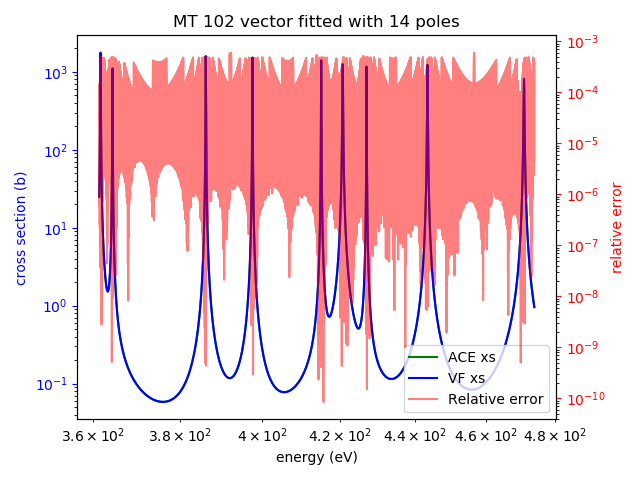 MT 102 vector fitted with 14 poles
cross section (b)
10³
10²
10¹
10⁰
10⁻¹
10⁻³
10⁻⁴
10⁻⁵
10⁻⁶
10⁻⁷
10⁻⁸
10⁻⁹
10⁻¹⁰
relative error
ACE xs
VF xs
Relative error
3.6 × 10² 3.8 × 10² 4 × 10² 4.2 × 10² 4.4 × 10² 4.6 × 10² 4.8 × 10²
energy (eV)